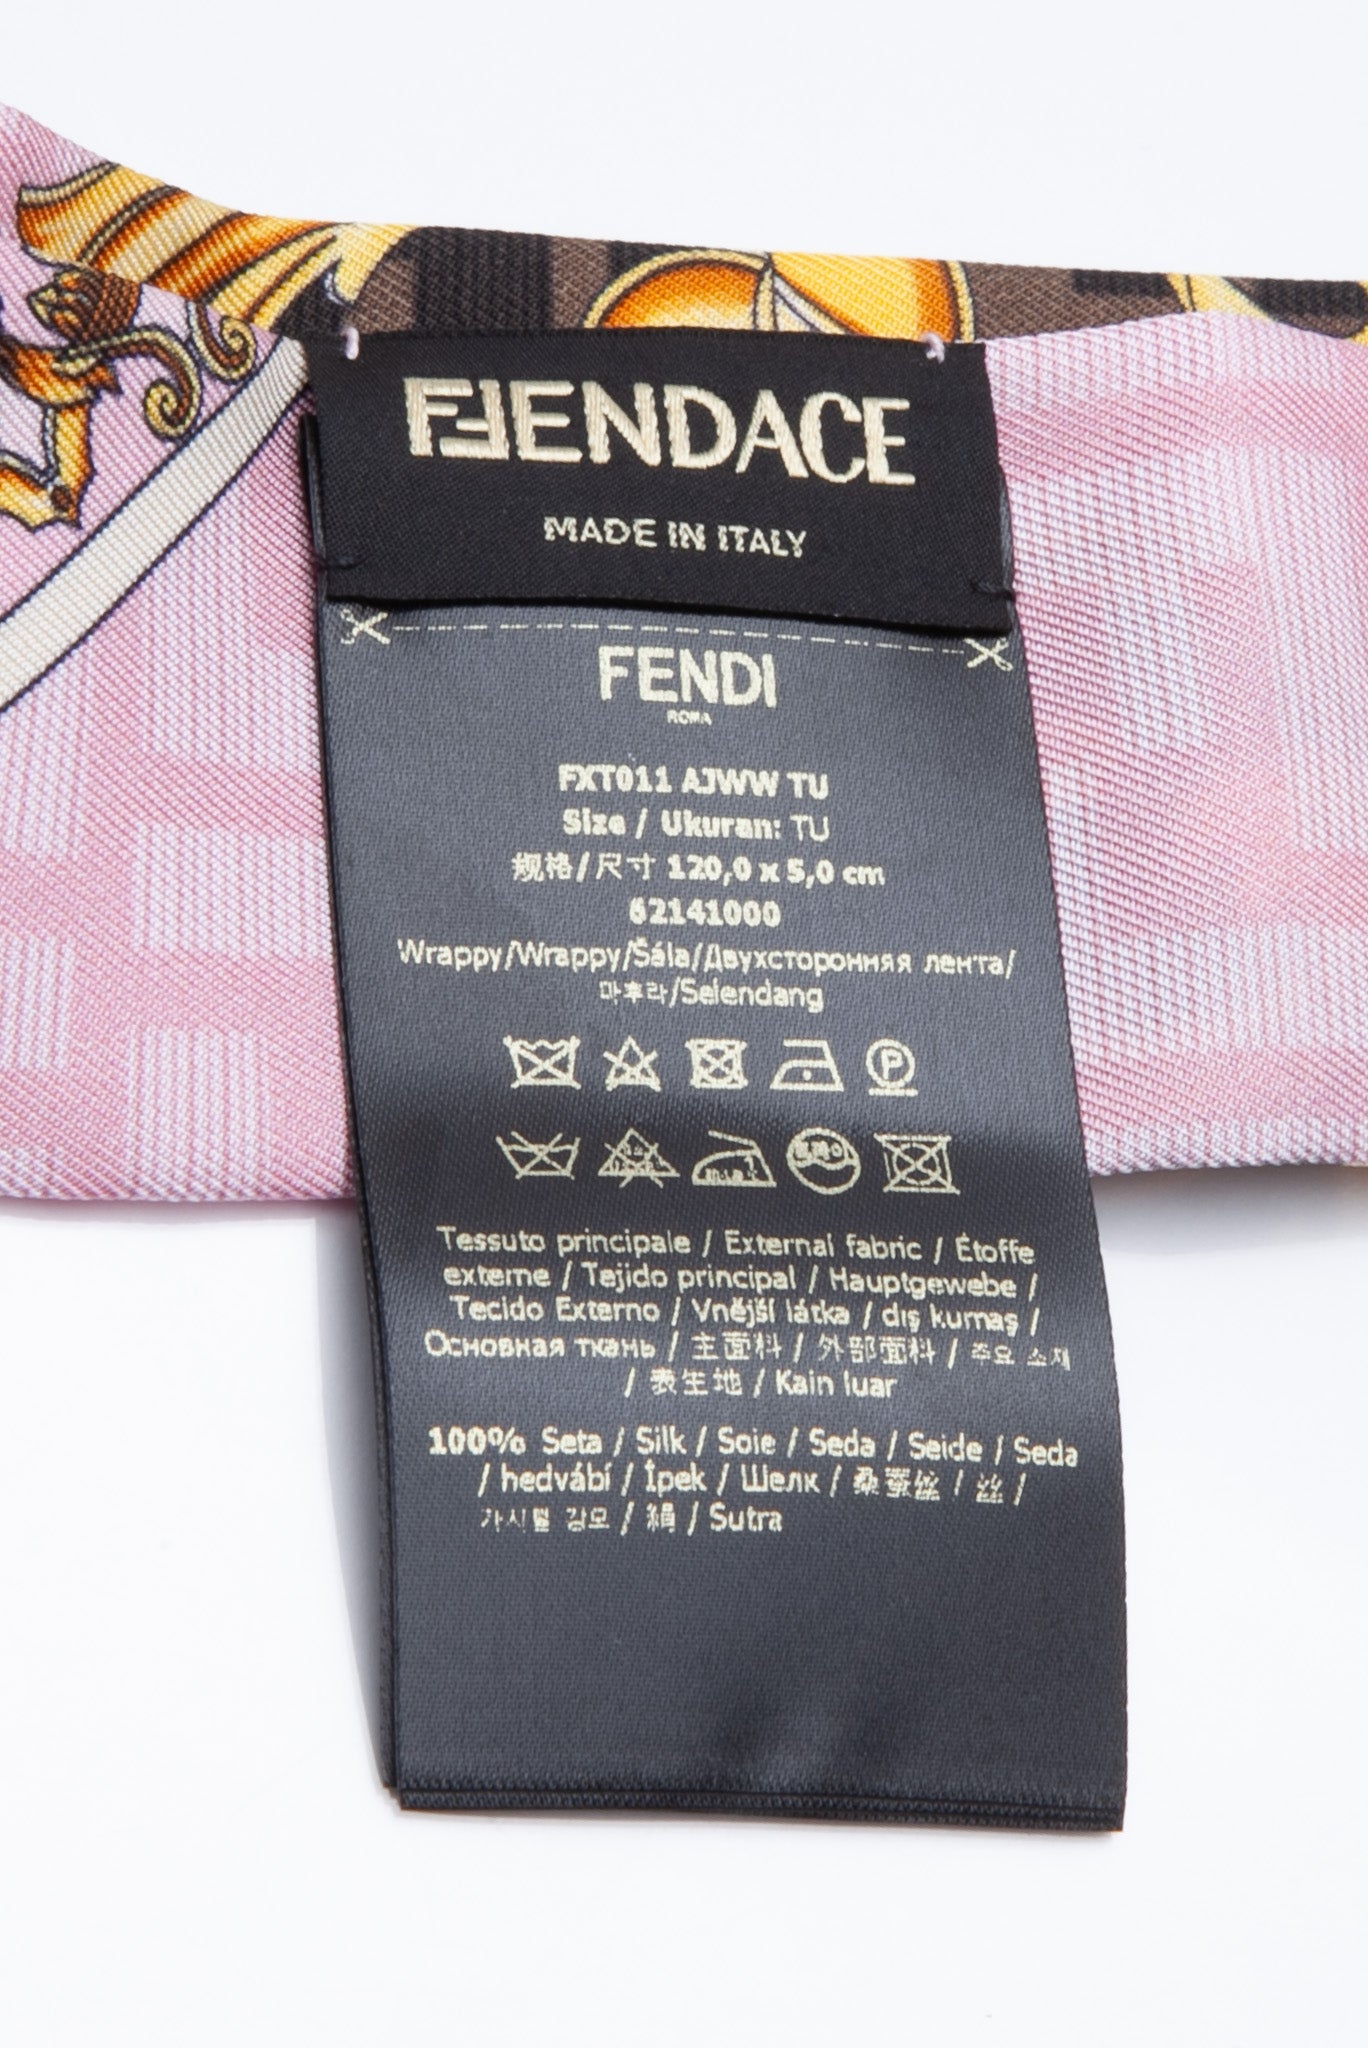 FENDACE
MADE IN ITALY
FENDI
ROMA
FXT011 AJWW TU
Size / Ukuran: TU
规格/尺寸 120,0 x 5,0 cm
62141000
Wrappy/Wrappy/Šála/Двухсторонняя лента/
마후라/Selendang
P
Tessuto principale / External fabric / Étoffe
externe / Tejido principal / Hauptgewebe /
Tecido Externo / Vnější látka / dış kumaş /
Основная ткань / 主面料 / 外部面料 / 주요 소재
/ 表生地 / Kain luar
100% Seta / Silk / Soie / Seda / Seide / Seda
/ hedvábí / İpek / Шелк / 桑蚕丝 / 丝 /
/ 絹 / Sutra